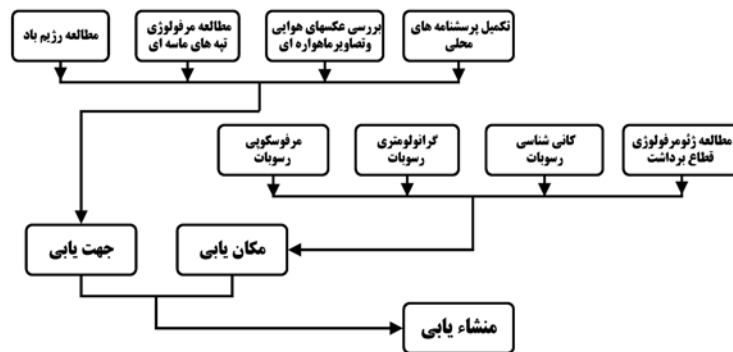 تکمیل پرسشنامه های
محلی
بررسی عکسهای هوایی
وتصاویرماهواره ای
مطالعه مرفولوژی
تپه های ماسه ای
مطالعه رژیم باد
مطالعه ژئومرفولوژی
قطاع برداشت
کانی شناسی
رسوبات
گرانولومتری
رسوبات
مرفوسکوپی
رسوبات
مکان یابی
جهت یابی
منشاء یابی